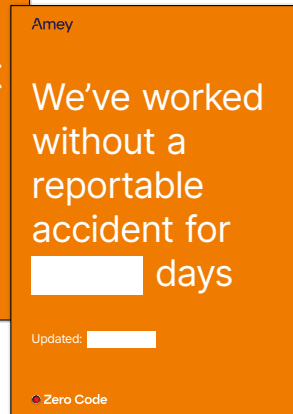 Amey
We’ve worked
without a
reportable
accident for
days
Updated:
Zero Code